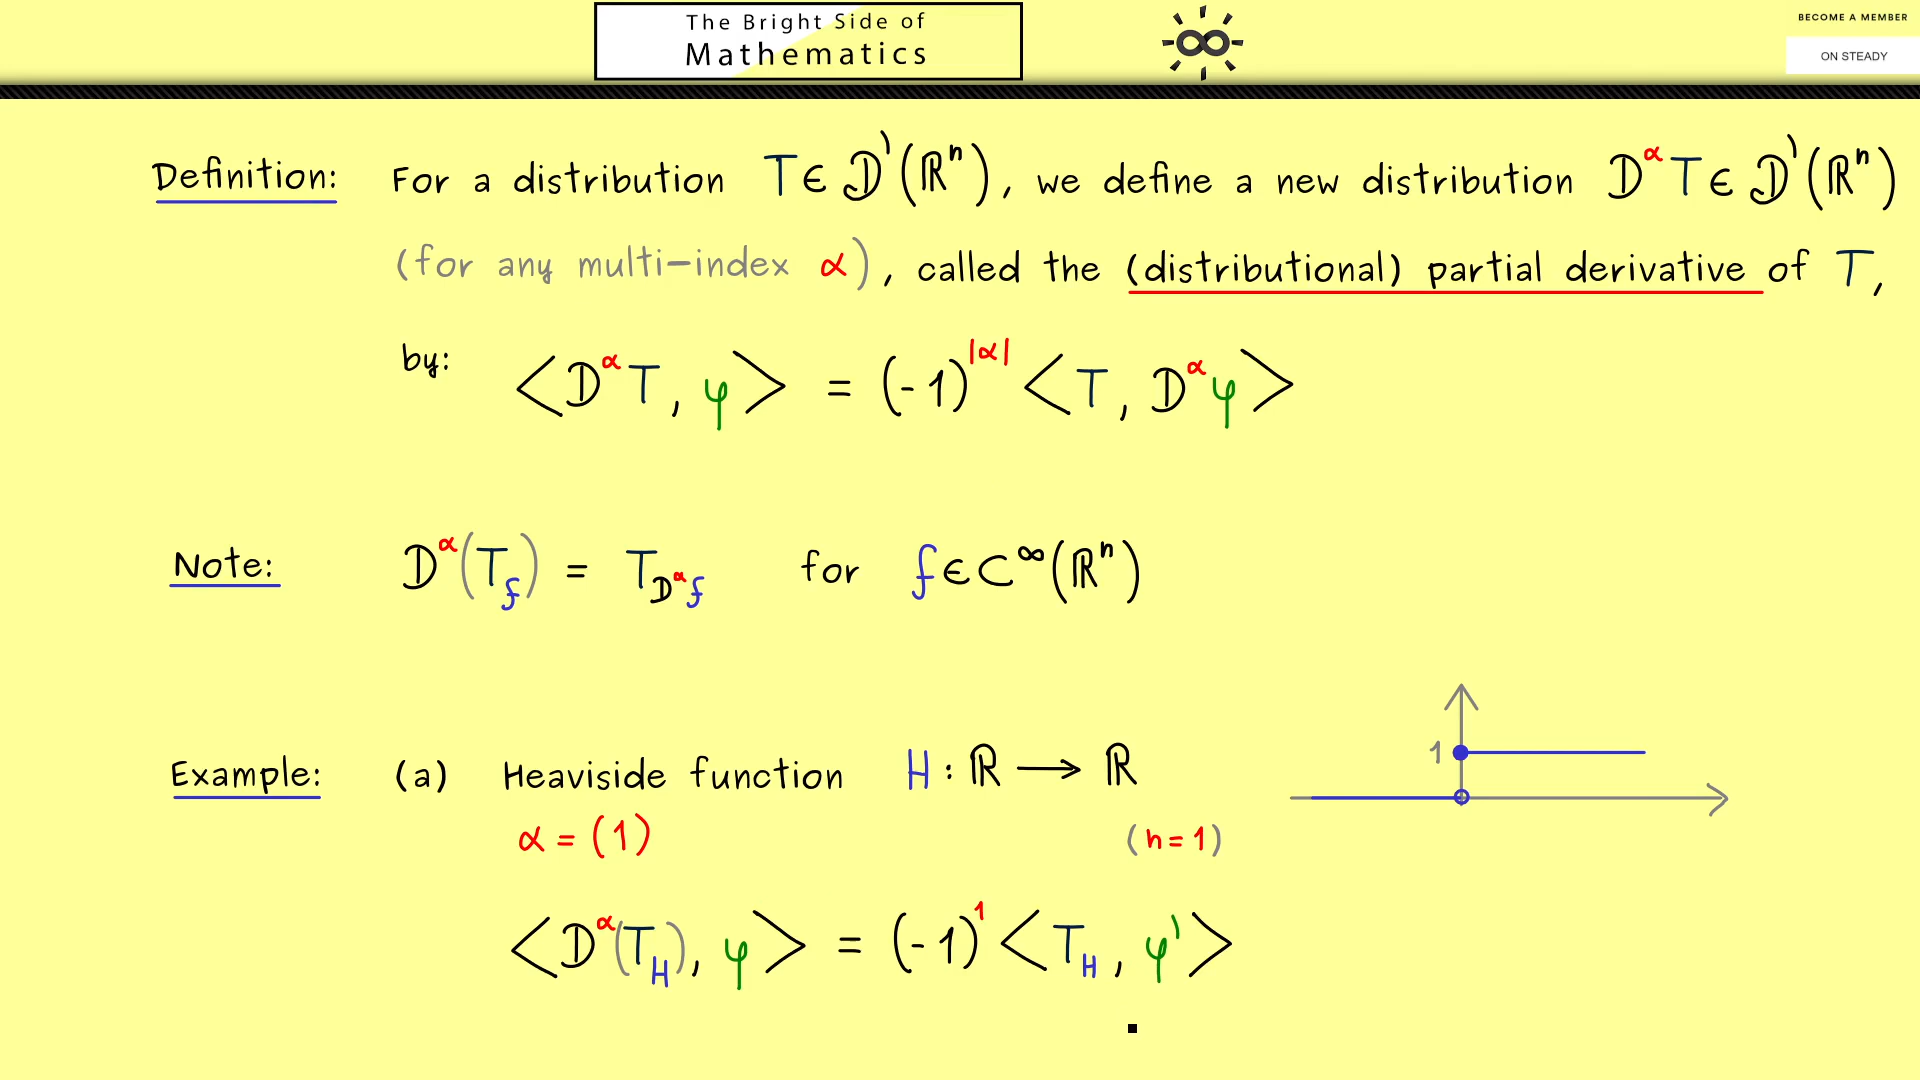 The Bright Side of
Mathematics
BECOME A MEMBER
ON STEADY
Definition: For a distribution T ∈ 𝒟'(ℝⁿ), we define a new distribution D^α T ∈ 𝒟'(ℝⁿ)
(for any multi-index α), called the (distributional) partial derivative of T,
by: ⟨D^α T, φ⟩ = (-1)^|α| ⟨T, D^α φ⟩
Note: D^α(T_f) = T_{D^α f} for f ∈ C^∞(ℝⁿ)
Example: (a) Heaviside function H : ℝ ⟶ ℝ
1
α = (1) (n = 1)
⟨D^α(T_H), φ⟩ = (-1)^1 ⟨T_H, φ'⟩